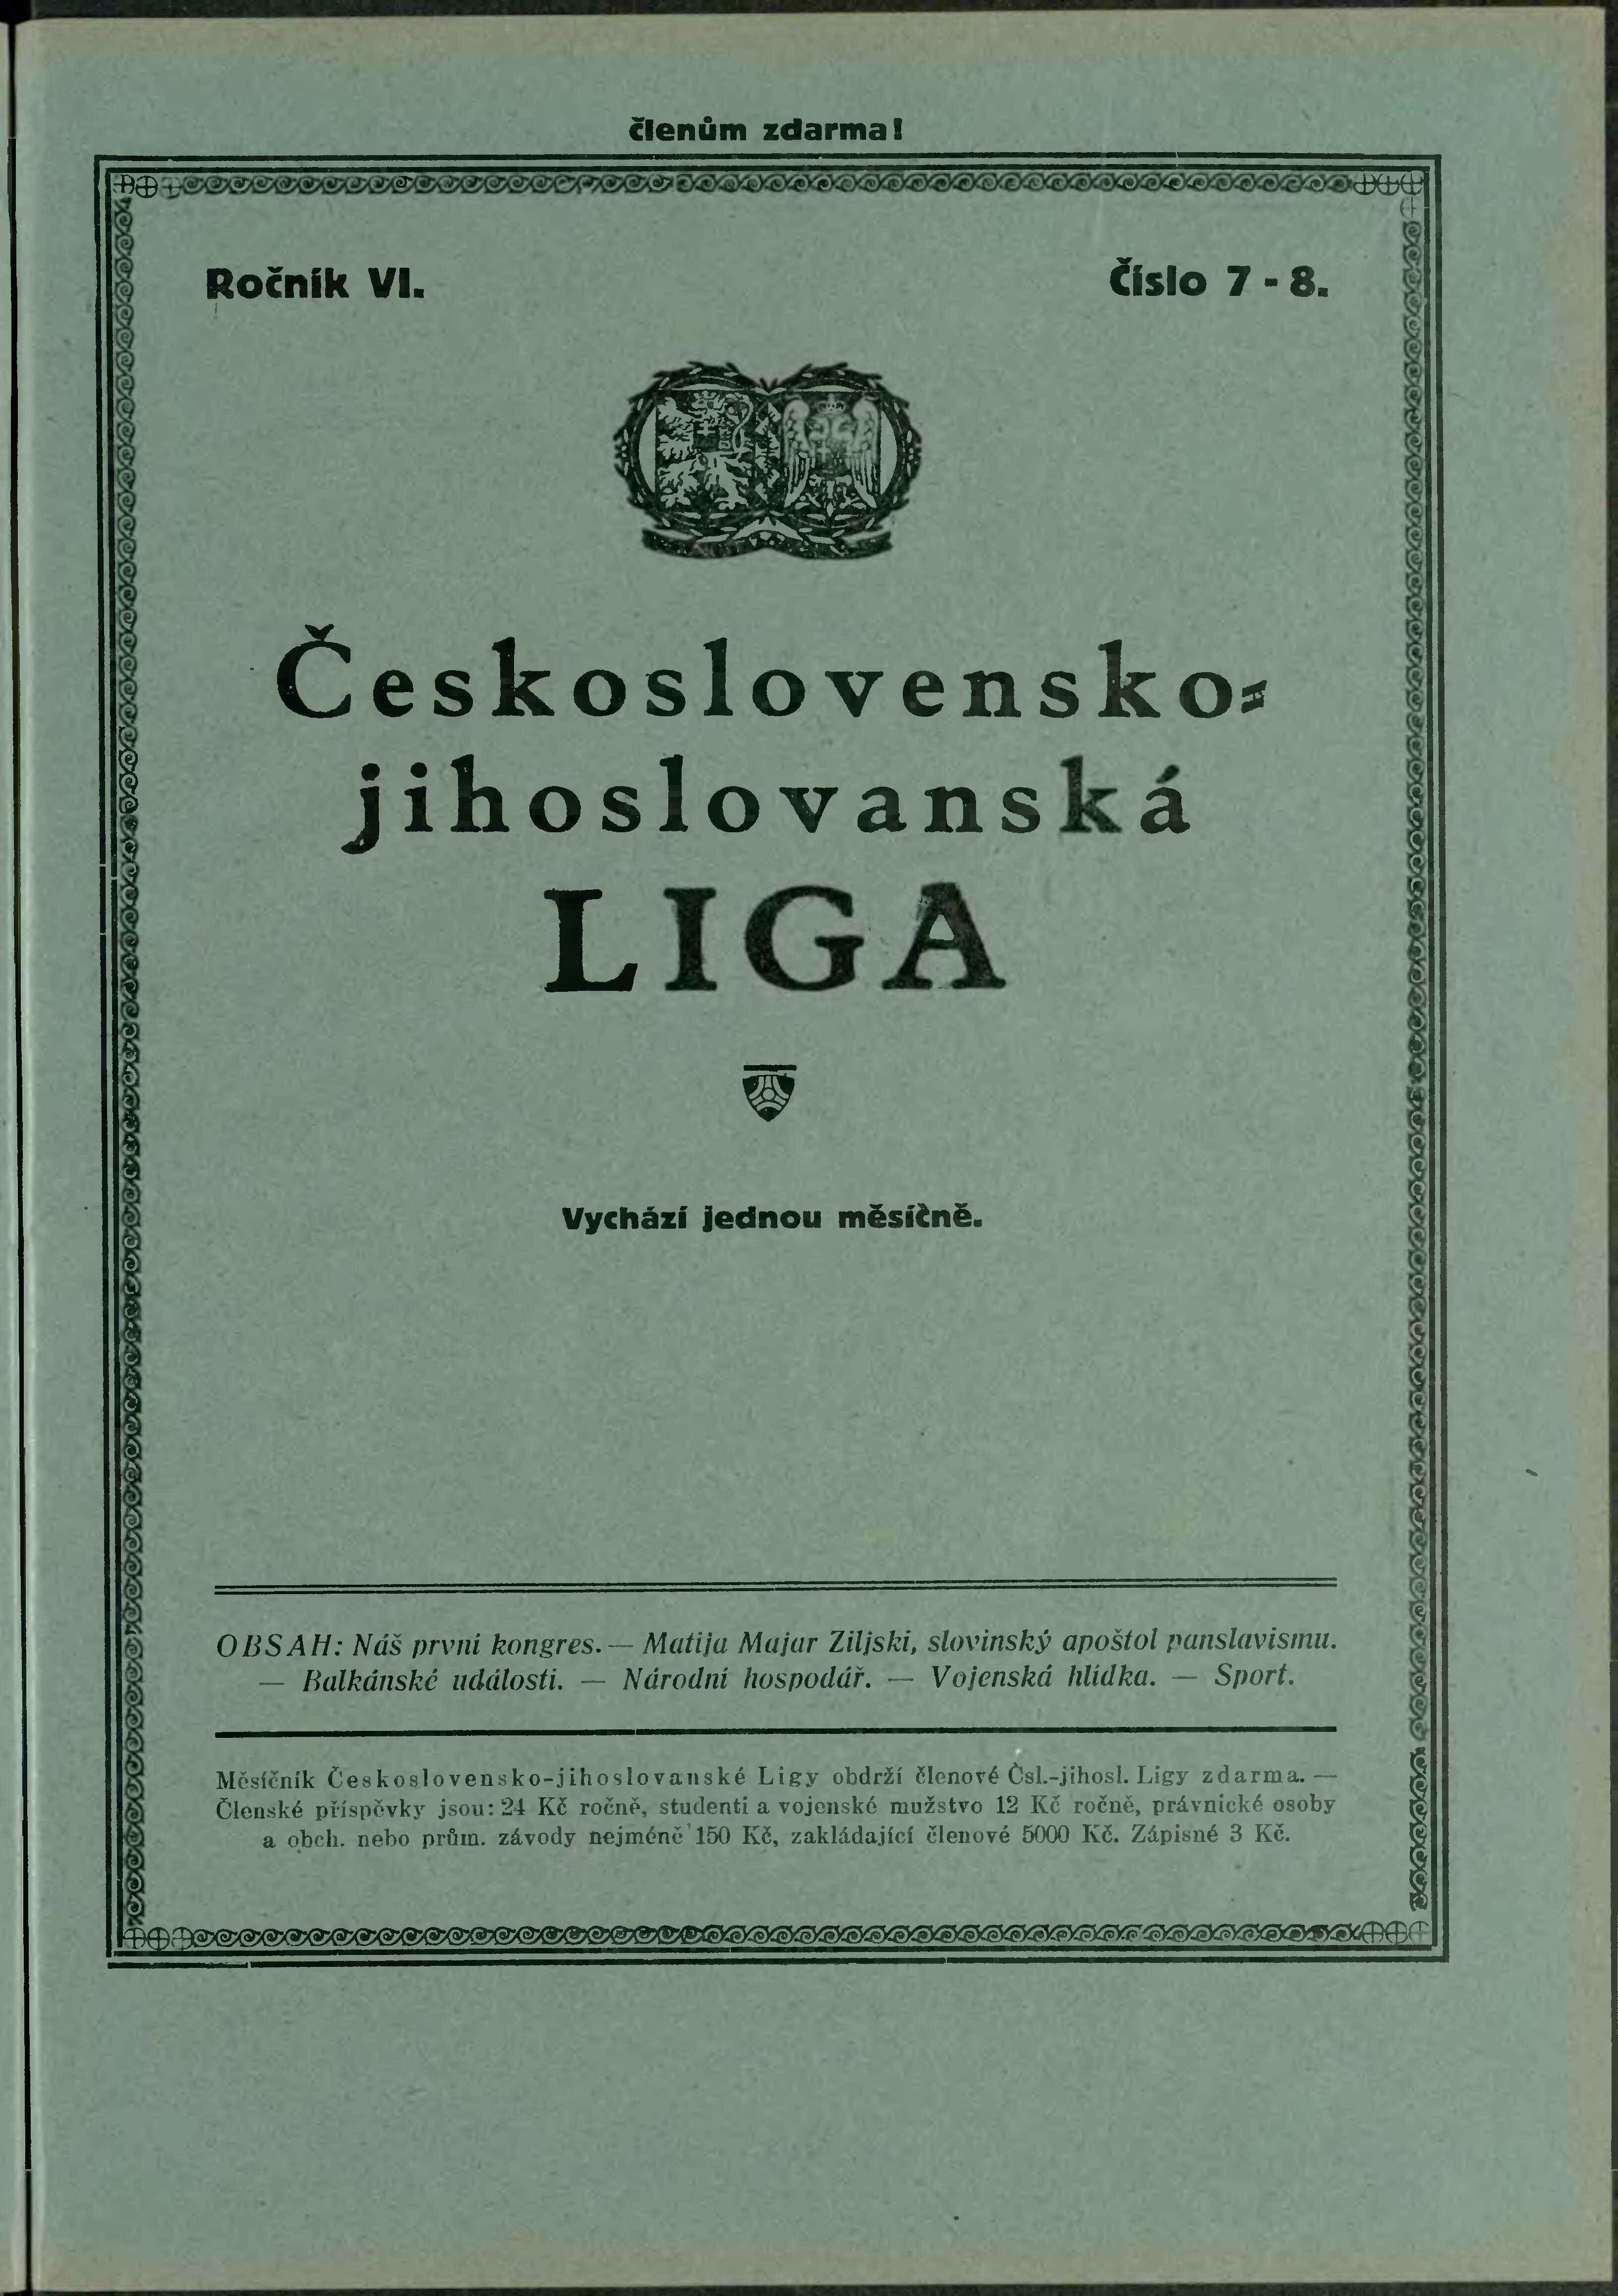 členům zdarma!
Ročník VI.
Číslo 7 - 8.
Československo-
jihoslovanská
LIGA
Vychází jednou měsíčně.
OBSAH: Náš první kongres. — Matija Majar Ziljski, slovinský apoštol panslavismu.
— Balkánské události. — Národní hospodář. — Vojenská hlídka. — Sport.
Měsíčník Československo-jihoslovanské Ligy obdrží členové Čsl.-jihosl. Ligy zdarma. —
Členské příspěvky jsou: 24 Kč ročně, studenti a vojenské mužstvo 12 Kč ročně, právnické osoby
a obch. nebo prům. závody nejméně 150 Kč, zakládající členové 5000 Kč. Zápisné 3 Kč.